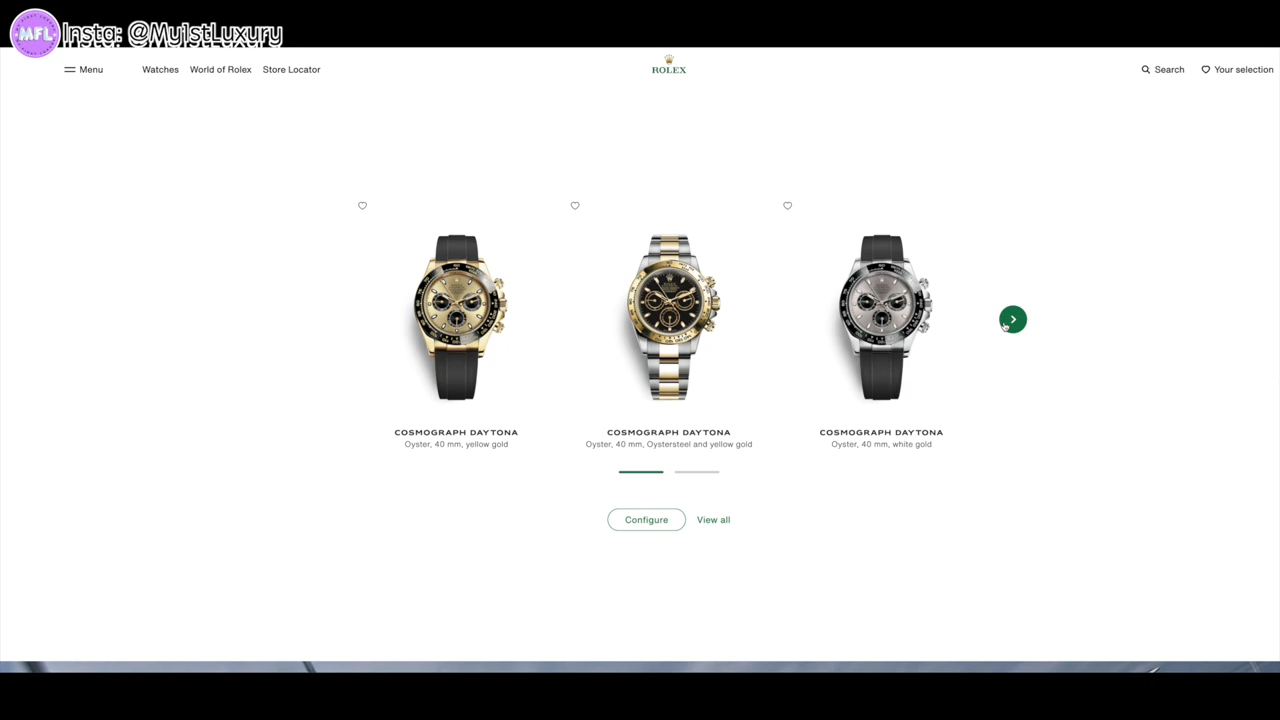 MFL Insta: @My1stLuxury
Menu Watches World of Rolex Store Locator ROLEX Search Your selection
COSMOGRAPH DAYTONA
Oyster, 40 mm, yellow gold
COSMOGRAPH DAYTONA
Oyster, 40 mm, Oystersteel and yellow gold
COSMOGRAPH DAYTONA
Oyster, 40 mm, white gold
Configure View all